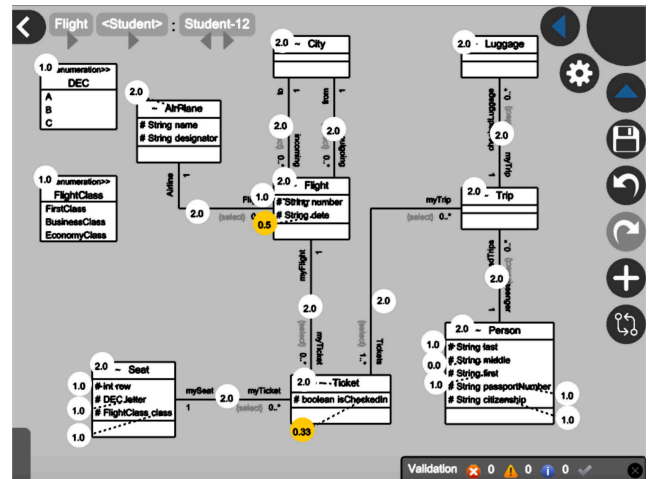 Flight <Student> : Student-12
2.0 ~ City
2.0 Luggage
1.0 enumeration>>
DEC
A
B
C
2.0
~ AirPlane
# String name
# String designator
1.0 enumeration>>
FlightClass
FirstClass
BusinessClass
EconomyClass
1
1
2.0
2.0
incoming
0..*
0..*
from
Airline
1
2.0
(select)
2.0 ~ Flight
1.0 # String number
# String date
0.5
*..0
2.0
myTrip
1
2.0 ~ Trip
myTrip
(select) 0..*
myFlight
1
2.0
(select)
0..*
myTicket
2.0
(select)
1..*
Tickets
*..0
2.0
1
2.0 ~ Person
1.0 # String last
0.0 # String middle
# String first
1.0 # String passportNumber
1.0
# String citizenship
1.0
2.0 ~ Seat
1.0 # int row
1.0 # DEC letter
# FlightClass class
1.0
mySeat
1
2.0
myTicket
(select) 0..*
2.0 Ticket
# boolean isCheckedIn
0.33
Validation 0 0 0